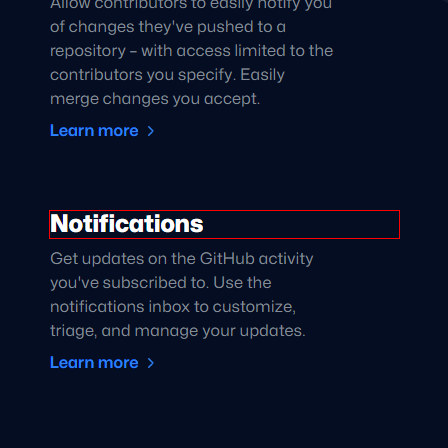 Allow contributors to easily notify you
of changes they've pushed to a
repository – with access limited to the
contributors you specify. Easily
merge changes you accept.
Learn more
Notifications
Get updates on the GitHub activity
you've subscribed to. Use the
notifications inbox to customize,
triage, and manage your updates.
Learn more